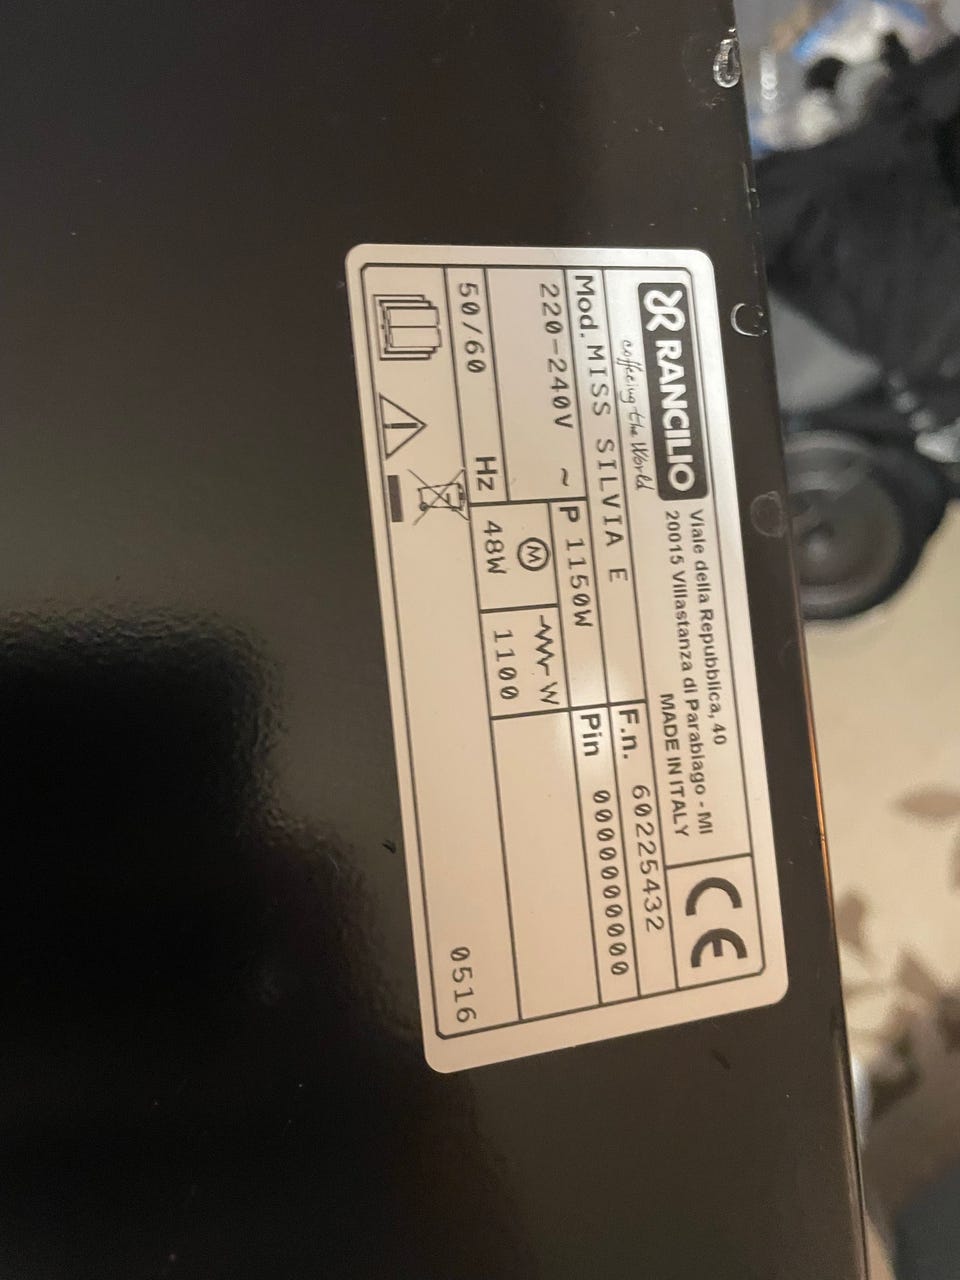 RANCILIO
coffeeing the World
Viale della Repubblica, 40
20015 Villastanza di Parabiago - MI
MADE IN ITALY
CE
Mod. MISS SILVIA E
F.n. 60225432
220-240V ~
P 1150W
Pin 0000000000
M
W
50/60 Hz
48W
1100
0516